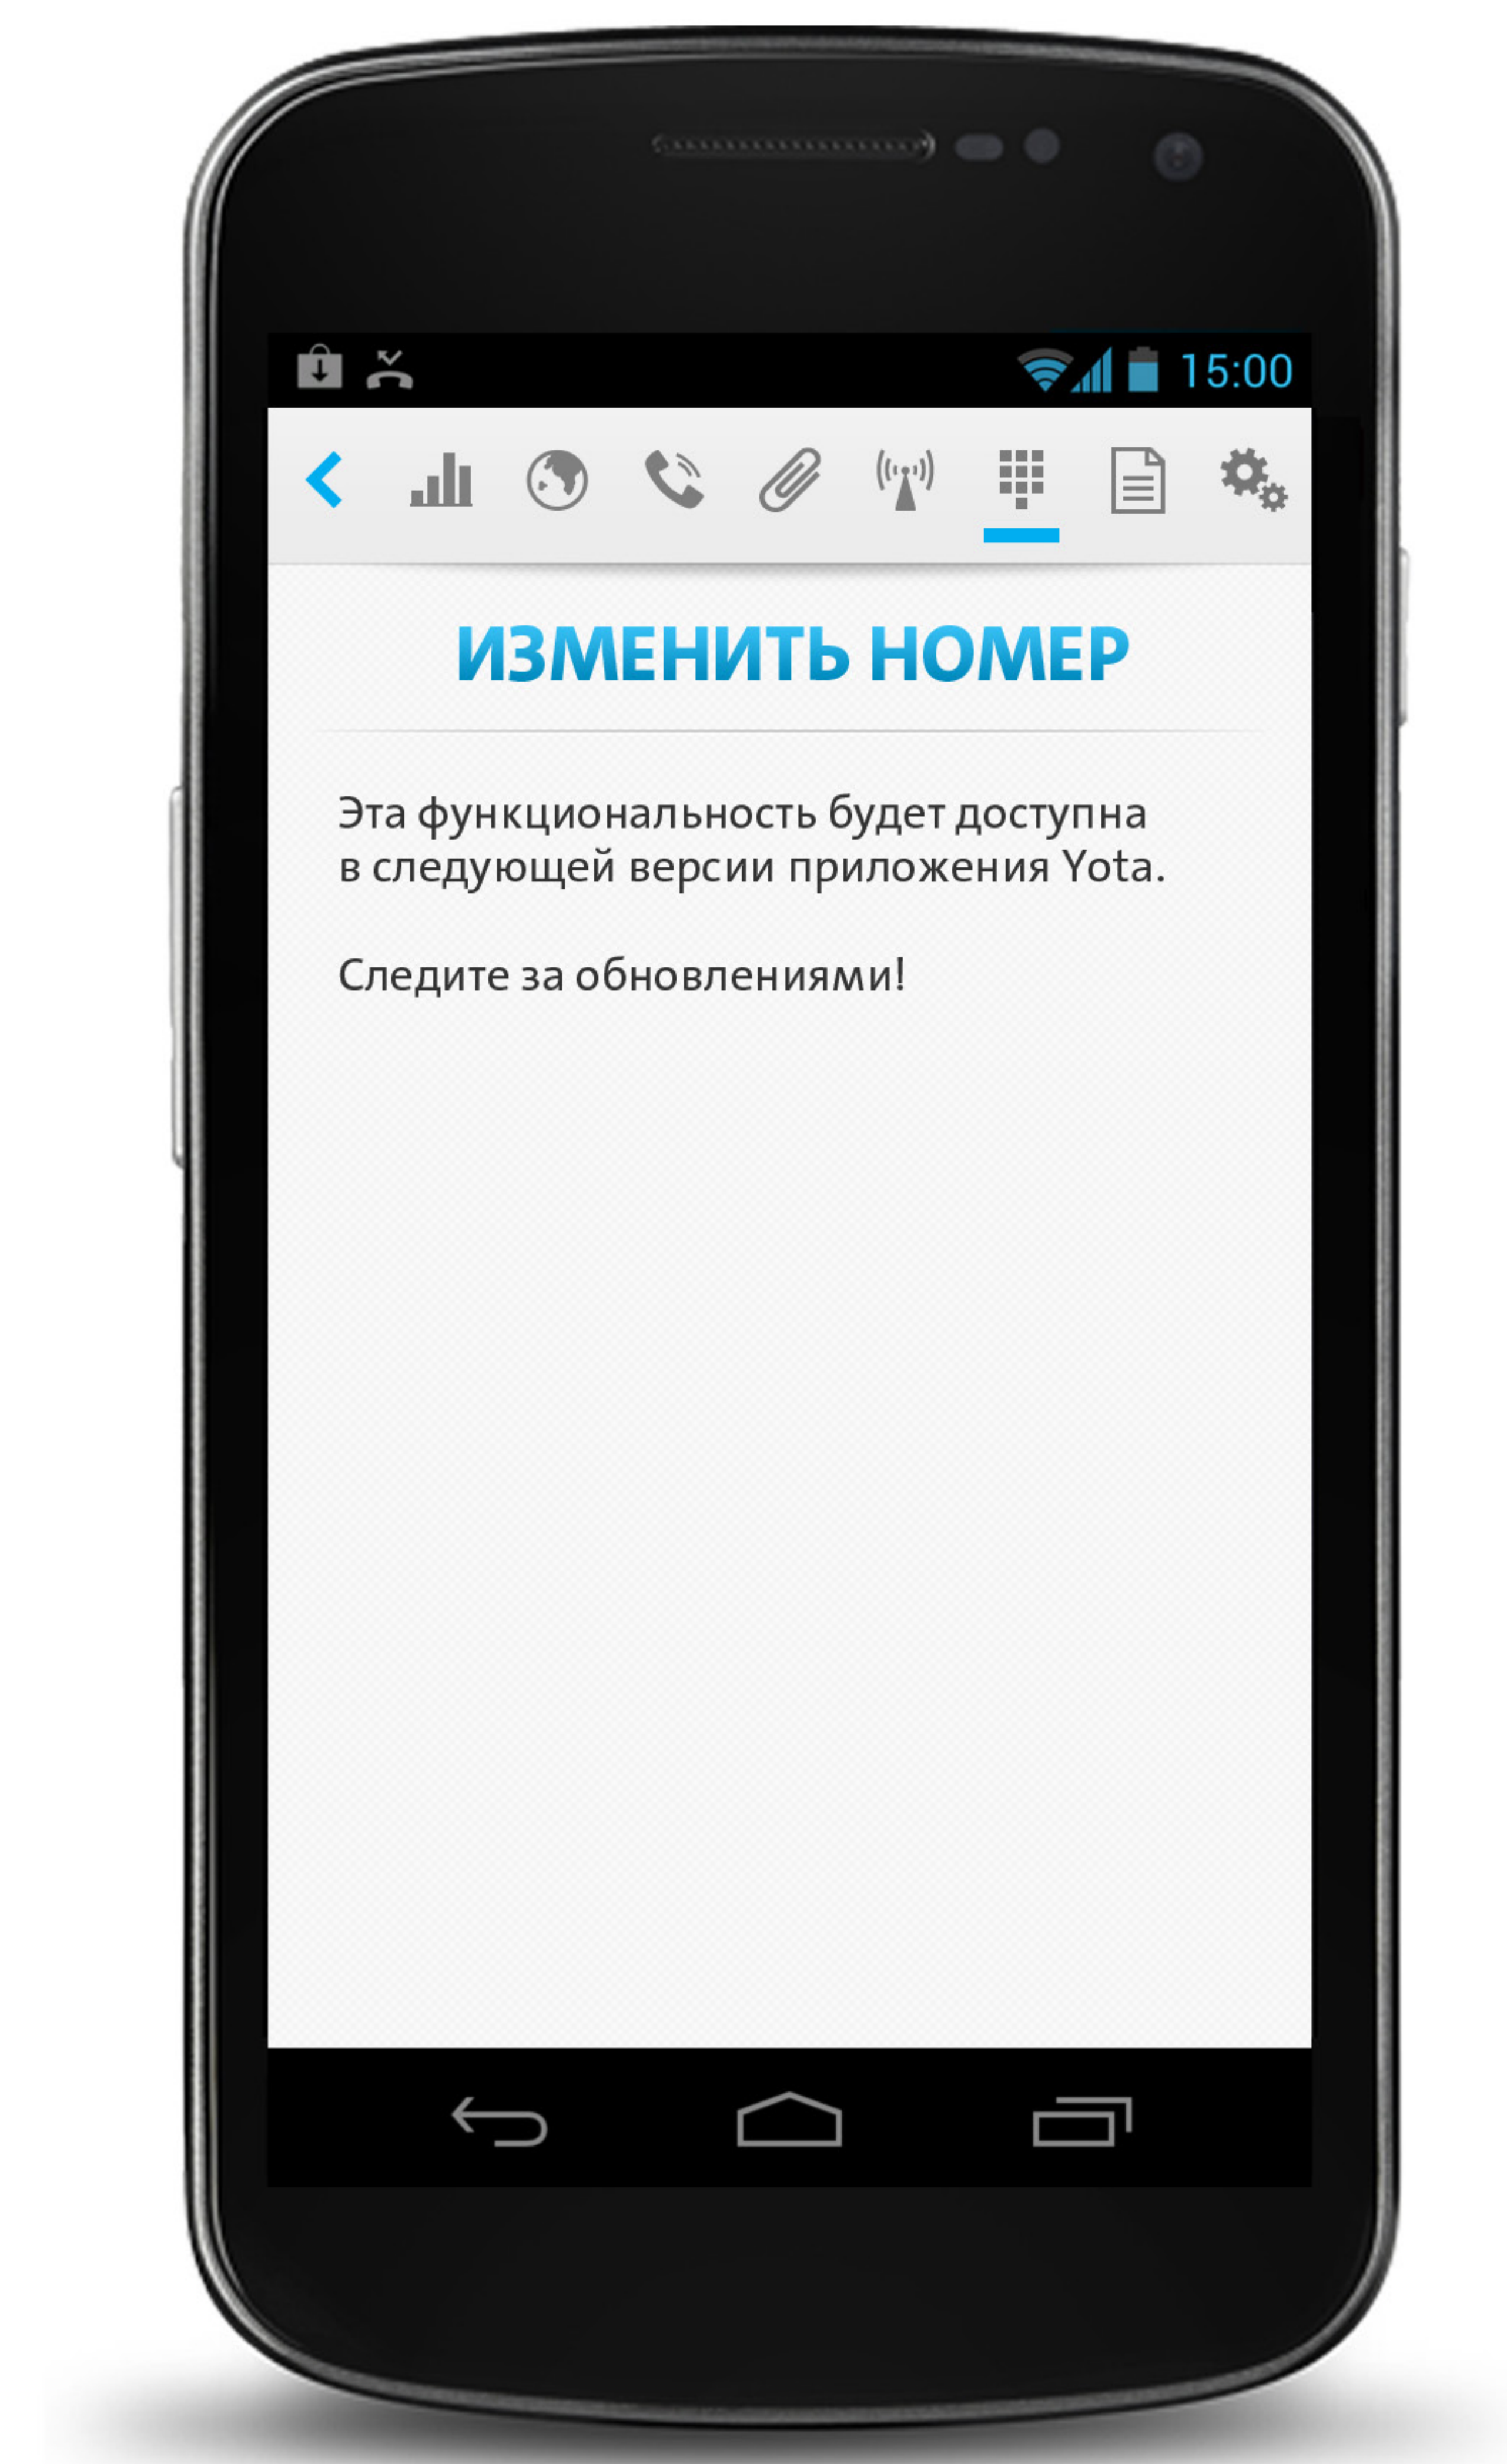 15:00
ИЗМЕНИТЬ НОМЕР
Эта функциональность будет доступна
в следующей версии приложения Yota.
Следите за обновлениями!